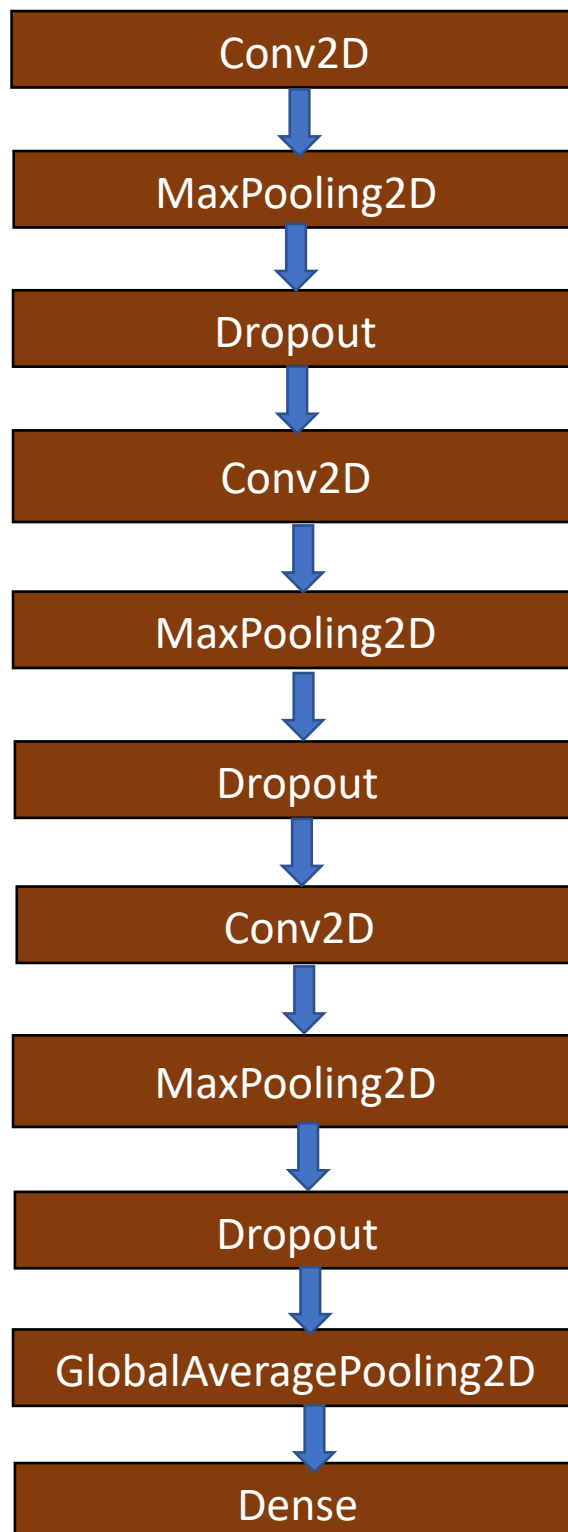 Conv2D
MaxPooling2D
Dropout
Conv2D
MaxPooling2D
Dropout
Conv2D
MaxPooling2D
Dropout
GlobalAveragePooling2D
Dense